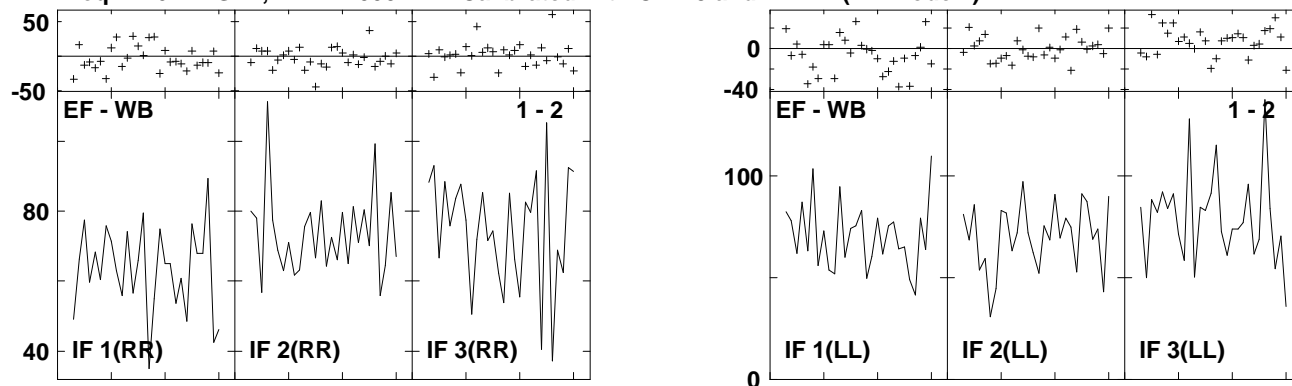 50
-50
EF - WB 1 - 2
80
IF 1(RR) IF 2(RR) IF 3(RR)
40
0
-40
EF - WB 1 - 2
100
IF 1(LL) IF 2(LL) IF 3(LL)
0